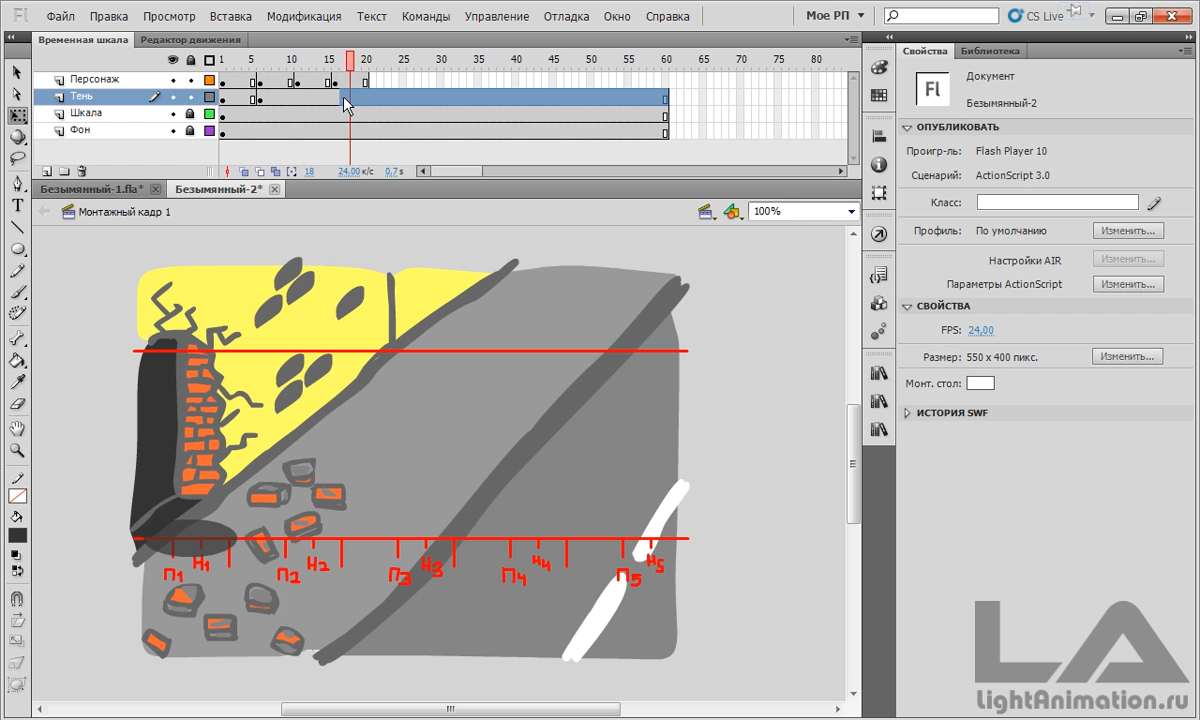 Fl Файл Правка Просмотр Вставка Модификация Текст Команды Управление Отладка Окно Справка Мое РП CS Live
Временная шкала Редактор движения
1 5 10 15 20 25 30 35 40 45 50 55 60 65 70 75 80
Персонаж
Тень
Шкала
Фон
18 24,00 к/с 0,7 s
Безымянный-1.fla* Безымянный-2*
Монтажный кадр 1 100%
П1 Н1 П2 Н2 П3 Н3 П4 Н4 П5 Н5
T
Свойства Библиотека
Fl
Документ
Безымянный-2
ОПУБЛИКОВАТЬ
Проигр-ль: Flash Player 10
Сценарий: ActionScript 3.0
Класс:
Профиль: По умолчанию Изменить...
Настройки AIR Изменить...
Параметры ActionScript Изменить...
СВОЙСТВА
FPS: 24,00
Размер: 550 x 400 пикс. Изменить...
Монт. стол:
ИСТОРИЯ SWF
LA
LightAnimation.ru